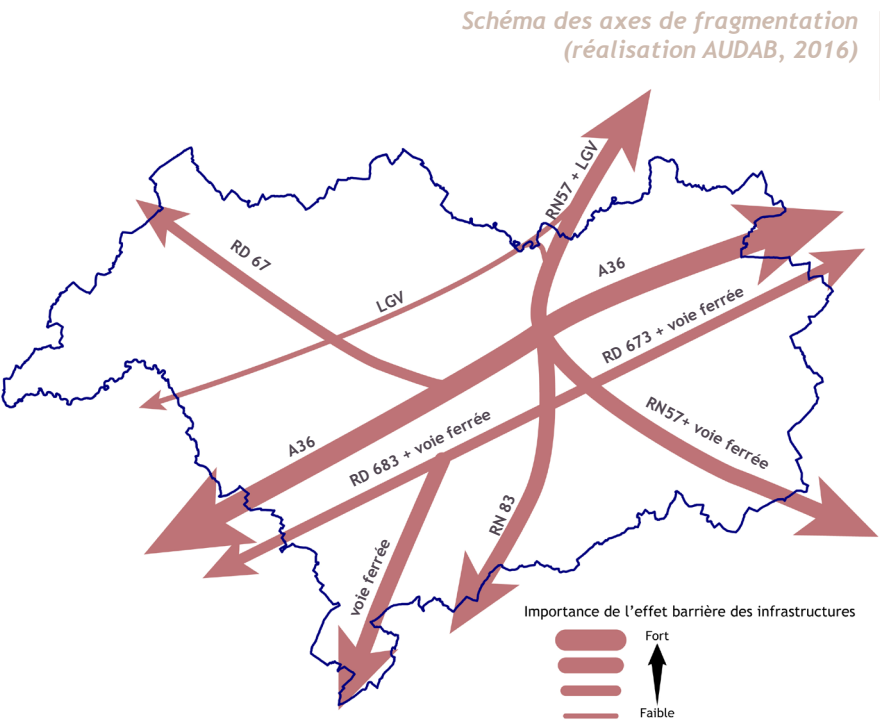 Schéma des axes de fragmentation
(réalisation AUDAB, 2016)
RN57 + LGV
RD 67
A36
LGV
RD 673 + voie ferrée
RN57+ voie ferrée
A36
RD 683 + voie ferrée
RN 83
voie ferrée
Importance de l'effet barrière des infrastructures
Fort
Faible